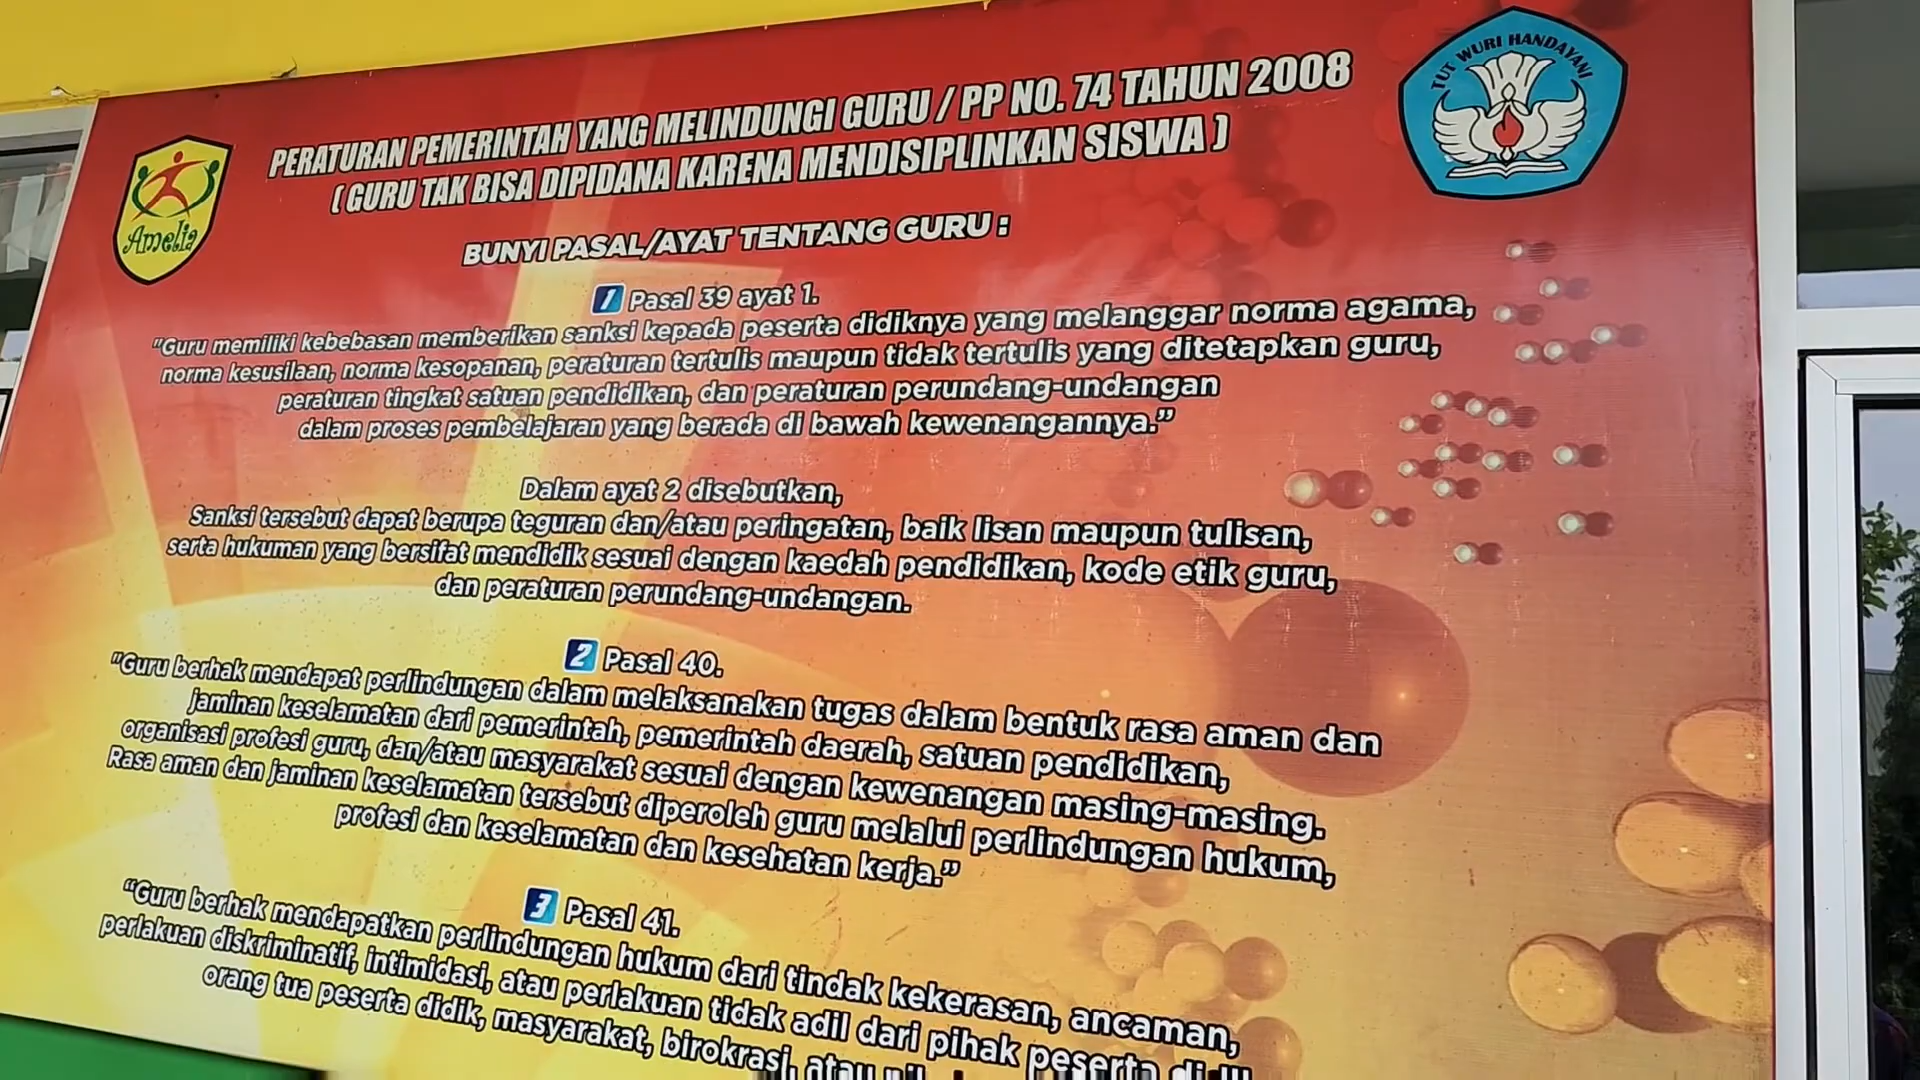 PERATURAN PEMERINTAH YANG MELINDUNGI GURU / PP NO. 74 TAHUN 2008
( GURU TAK BISA DIPIDANA KARENA MENDISIPLINKAN SISWA )
TUT WURI HANDAYANI
Amelia
BUNYI PASAL/AYAT TENTANG GURU :
1 Pasal 39 ayat 1.
"Guru memiliki kebebasan memberikan sanksi kepada peserta didiknya yang melanggar norma agama,
norma kesusilaan, norma kesopanan, peraturan tertulis maupun tidak tertulis yang ditetapkan guru,
peraturan tingkat satuan pendidikan, dan peraturan perundang-undangan
dalam proses pembelajaran yang berada di bawah kewenangannya.”
Dalam ayat 2 disebutkan,
Sanksi tersebut dapat berupa teguran dan/atau peringatan, baik lisan maupun tulisan,
serta hukuman yang bersifat mendidik sesuai dengan kaedah pendidikan, kode etik guru,
dan peraturan perundang-undangan.
2 Pasal 40.
"Guru berhak mendapat perlindungan dalam melaksanakan tugas dalam bentuk rasa aman dan
jaminan keselamatan dari pemerintah, pemerintah daerah, satuan pendidikan,
organisasi profesi guru, dan/atau masyarakat sesuai dengan kewenangan masing-masing.
Rasa aman dan jaminan keselamatan tersebut diperoleh guru melalui perlindungan hukum,
profesi dan keselamatan dan kesehatan kerja.”
3 Pasal 41.
“Guru berhak mendapatkan perlindungan hukum dari tindak kekerasan, ancaman,
perlakuan diskriminatif, intimidasi, atau perlakuan tidak adil dari pihak peserta
orang tua peserta didik, masyarakat, birokrasi, atau